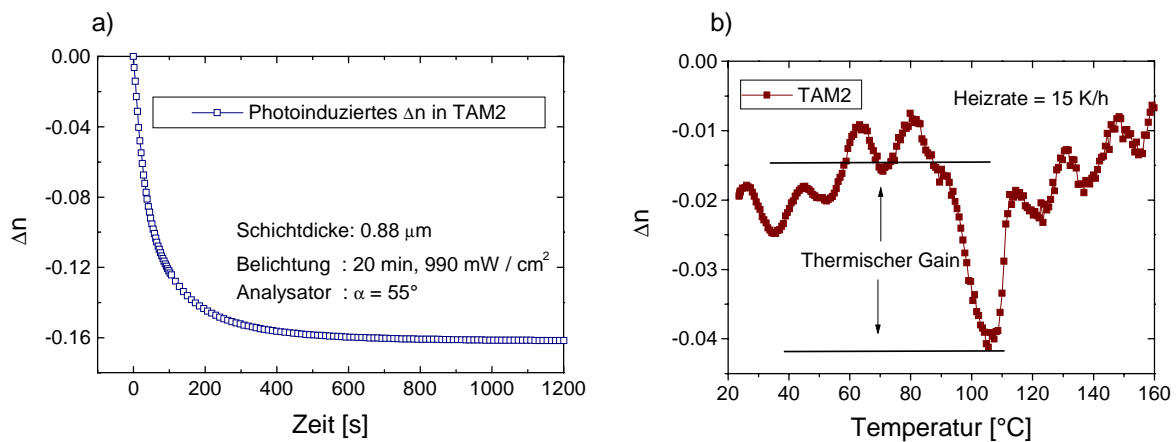 a)
0.00
-0.04
-0.08
-0.12
-0.16
Δn
Photoinduziertes Δn in TAM2
Schichtdicke: 0.88 μm
Belichtung : 20 min, 990 mW / cm²
Analysator : α = 55°
0 200 400 600 800 1000 1200
Zeit [s]
b)
0.00
-0.01
-0.02
-0.03
-0.04
Δn
TAM2
Heizrate = 15 K/h
Thermischer Gain
20 40 60 80 100 120 140 160
Temperatur [°C]